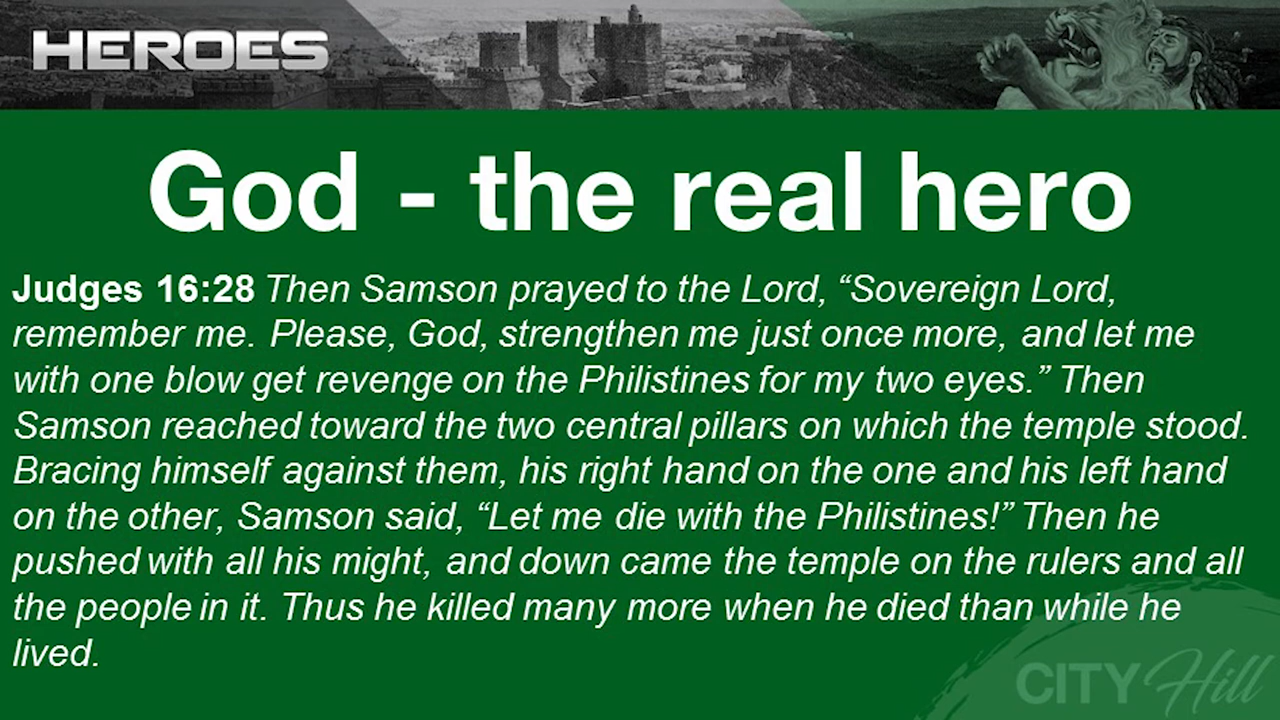 HEROES
God - the real hero
Judges 16:28 Then Samson prayed to the Lord, “Sovereign Lord,
remember me. Please, God, strengthen me just once more, and let me
with one blow get revenge on the Philistines for my two eyes.” Then
Samson reached toward the two central pillars on which the temple stood.
Bracing himself against them, his right hand on the one and his left hand
on the other, Samson said, “Let me die with the Philistines!” Then he
pushed with all his might, and down came the temple on the rulers and all
the people in it. Thus he killed many more when he died than while he
lived.
CITY Hill